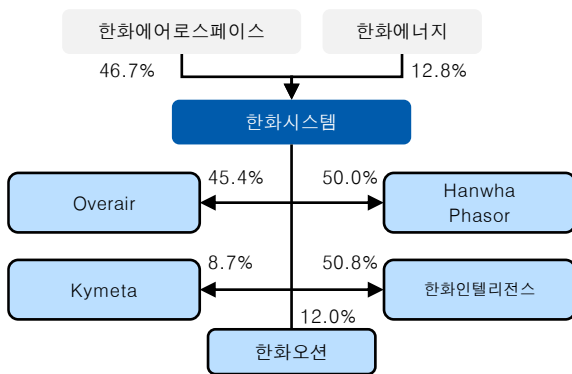 한화에어로스페이스
한화에너지
46.7%
12.8%
한화시스템
45.4%
50.0%
Overair
Hanwha
Phasor
8.7%
50.8%
Kymeta
한화인텔리전스
12.0%
한화오션